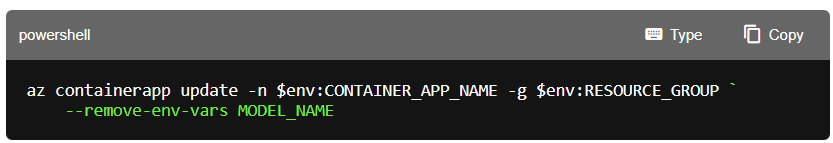 powershell Type Copy
az containerapp update -n $env:CONTAINER_APP_NAME -g $env:RESOURCE_GROUP `
--remove-env-vars MODEL_NAME